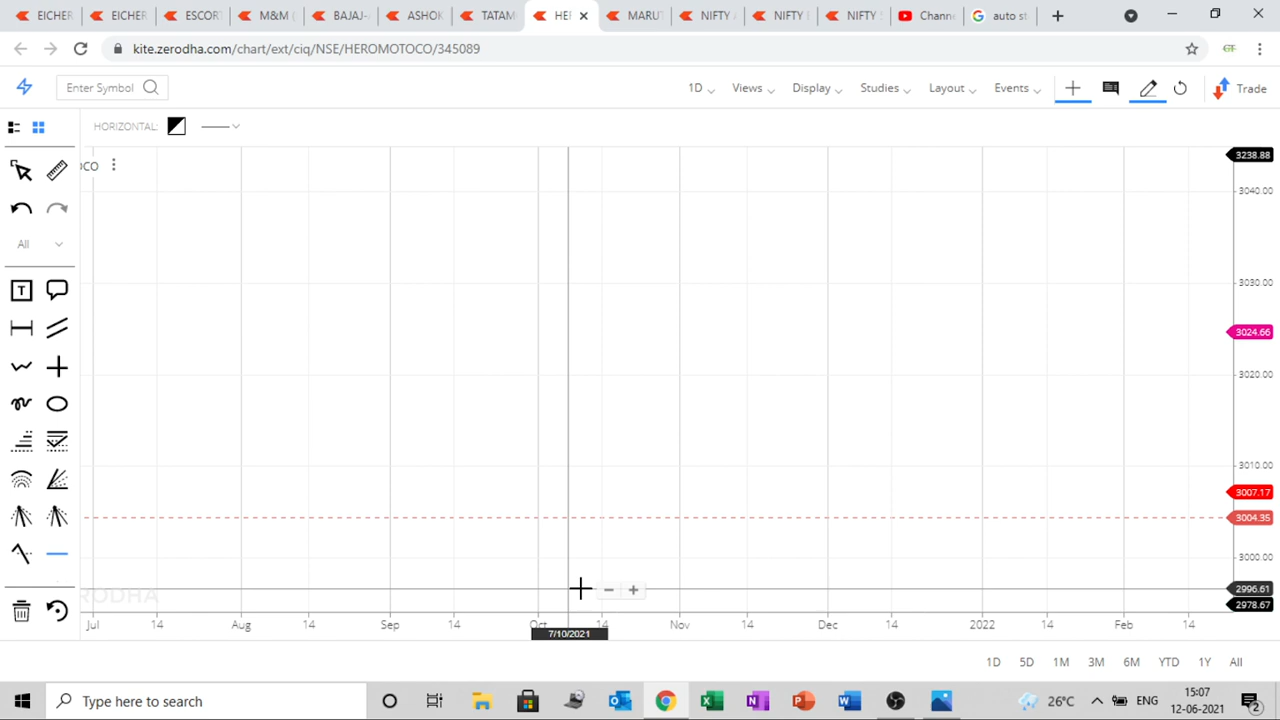 EICHER
EICHER
ESCORT
M&M (
BAJAJ-
ASHOK
TATAM
HE
MARUT
NIFTY
NIFTY
NIFTY
Chann
auto st
kite.zerodha.com/chart/ext/ciq/NSE/HEROMOTOCO/345089
Enter Symbol
1D
Views
Display
Studies
Layout
Events
Trade
HORIZONTAL:
OCO
3238.88
3040.00
All
3030.00
T
3024.66
3020.00
3010.00
3007.17
3004.35
3000.00
2996.61
RODHA
2978.67
Jul 14 Aug 14 Sep 14 Oct 14 Nov 14 Dec 14 2022 14 Feb 14
7/10/2021
1D 5D 1M 3M 6M YTD 1Y All
Type here to search
26°C
ENG
15:07
12-06-2021
2